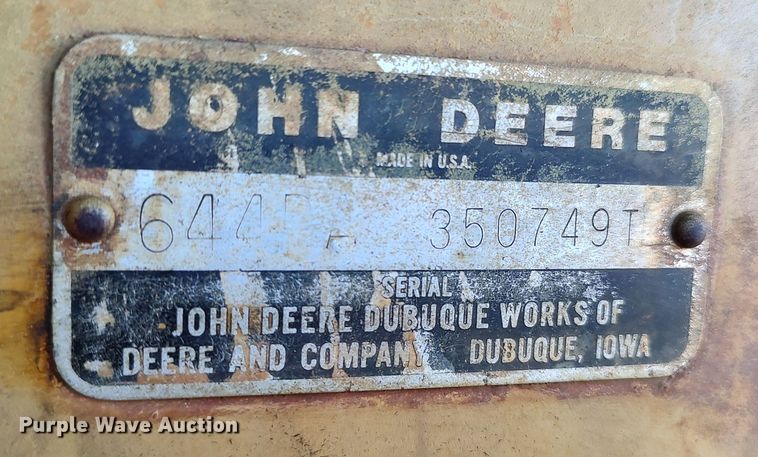 JOHN DEERE
MADE IN U.S.A.
644BA 350749T
SERIAL
JOHN DEERE DUBUQUE WORKS OF
DEERE AND COMPANY DUBUQUE, IOWA
Purple Wave Auction